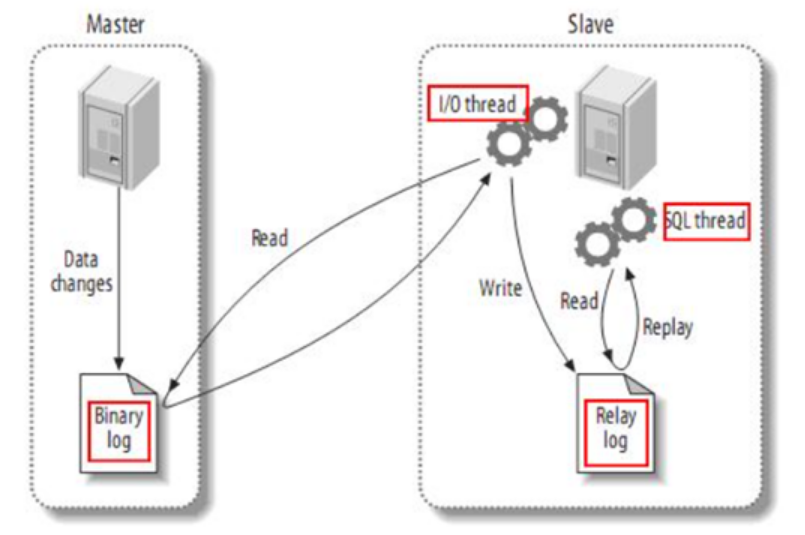 Master
Slave
I/O thread
SQL thread
Read
Data
changes
Write
Read
Replay
Binary
log
Relay
log